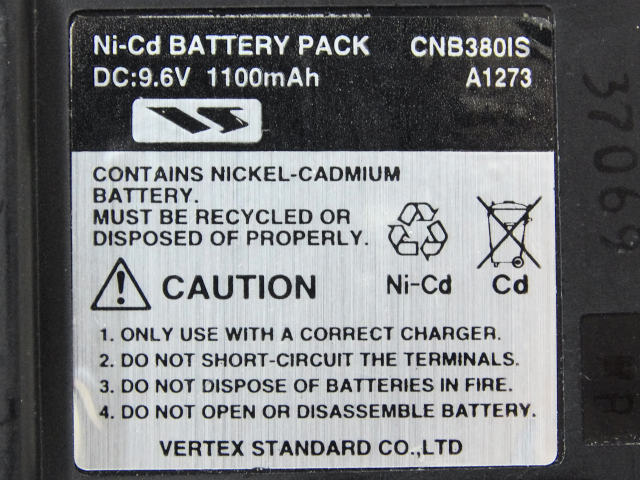 Ni-Cd BATTERY PACK CNB380IS
DC:9.6V 1100mAh A1273
VS
CONTAINS NICKEL-CADMIUM
BATTERY.
MUST BE RECYCLED OR
DISPOSED OF PROPERLY.
Ni-Cd Cd
CAUTION
1. ONLY USE WITH A CORRECT CHARGER.
2. DO NOT SHORT-CIRCUIT THE TERMINALS.
3. DO NOT DISPOSE OF BATTERIES IN FIRE.
4. DO NOT OPEN OR DISASSEMBLE BATTERY.
VERTEX STANDARD CO.,LTD
37069